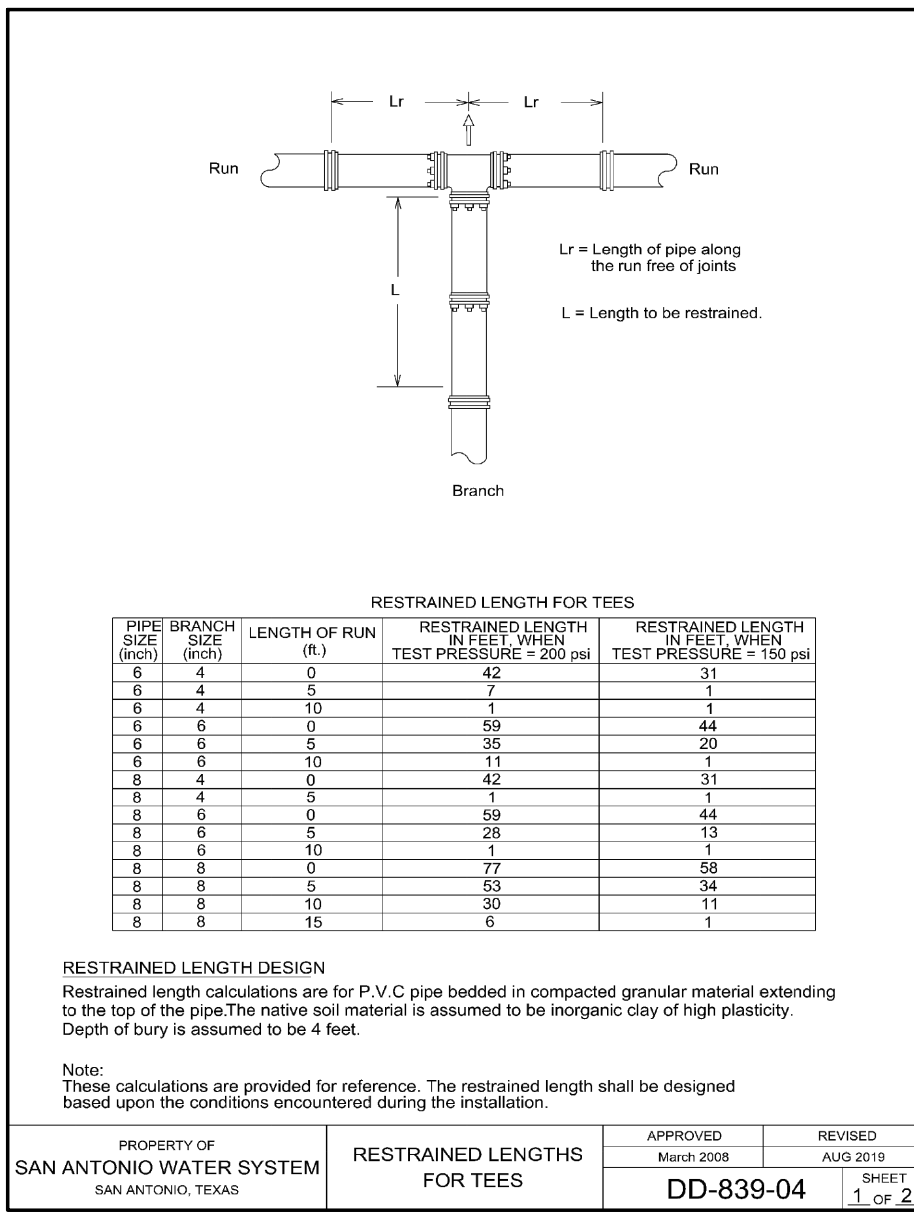 Lr Lr
Run Run
Lr = Length of pipe along
the run free of joints
L
L = Length to be restrained.
Branch
RESTRAINED LENGTH FOR TEES
PIPE SIZE (inch) BRANCH SIZE (inch) LENGTH OF RUN (ft.) RESTRAINED LENGTH IN FEET, WHEN TEST PRESSURE = 200 psi RESTRAINED LENGTH IN FEET, WHEN TEST PRESSURE = 150 psi
6 4 0 42 31
6 4 5 7 1
6 4 10 1 1
6 6 0 59 44
6 6 5 35 20
6 6 10 11 1
8 4 0 42 31
8 4 5 1 1
8 6 0 59 44
8 6 5 28 13
8 6 10 1 1
8 8 0 77 58
8 8 5 53 34
8 8 10 30 11
8 8 15 6 1
RESTRAINED LENGTH DESIGN
Restrained length calculations are for P.V.C pipe bedded in compacted granular material extending
to the top of the pipe.The native soil material is assumed to be inorganic clay of high plasticity.
Depth of bury is assumed to be 4 feet.
Note:
These calculations are provided for reference. The restrained length shall be designed
based upon the conditions encountered during the installation.
PROPERTY OF
SAN ANTONIO WATER SYSTEM
SAN ANTONIO, TEXAS
RESTRAINED LENGTHS
FOR TEES
APPROVED REVISED
March 2008 AUG 2019
DD-839-04
SHEET
1 OF 2